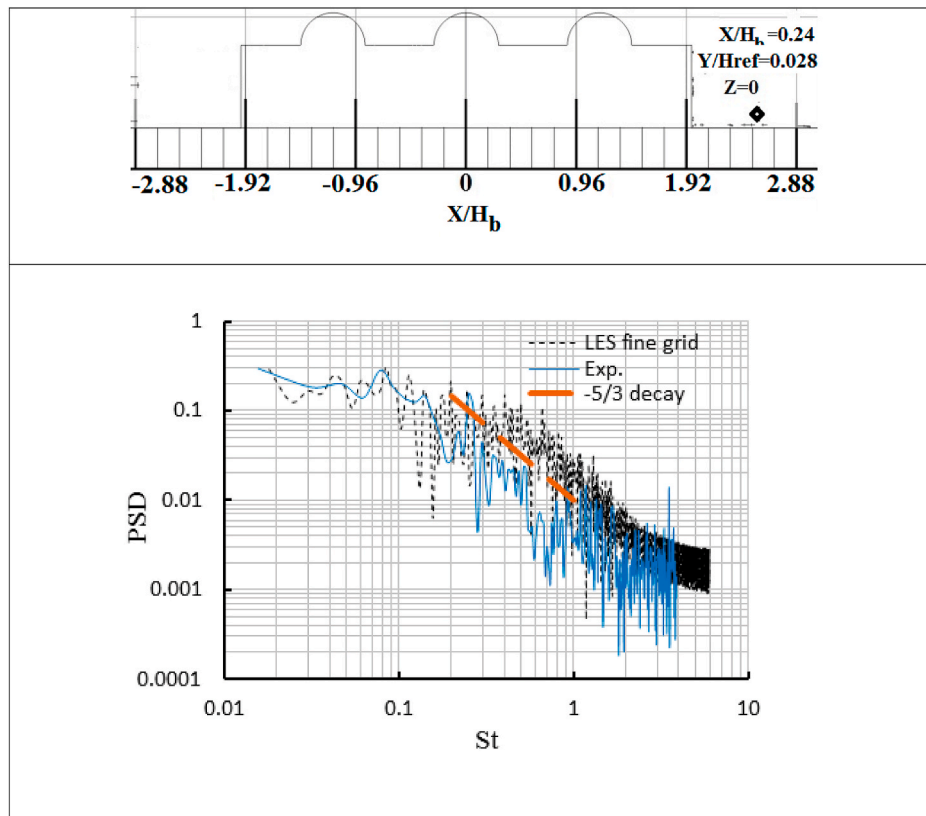 X/Hb =0.24
Y/Href=0.028
Z=0
-2.88 -1.92 -0.96 0 0.96 1.92 2.88
X/Hb
1
LES fine grid
Exp.
0.1
-5/3 decay
0.01
PSD
0.001
0.0001
0.01 0.1 1 10
St